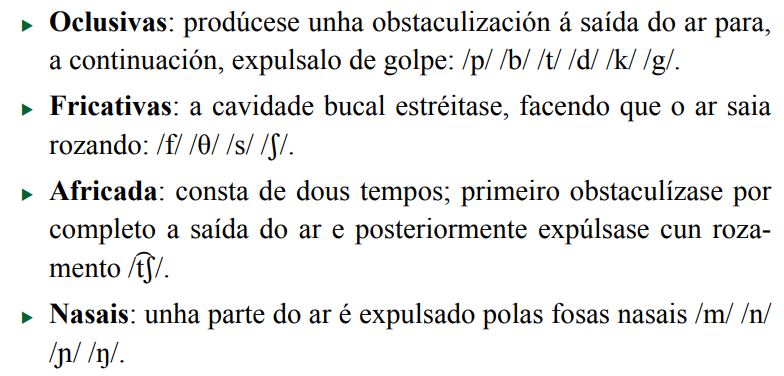 ▸ Oclusivas: prodúcese unha obstaculización á saída do ar para,
a continuación, expulsalo de golpe: /p/ /b/ /t/ /d/ /k/ /g/.
▸ Fricativas: a cavidade bucal estréitase, facendo que o ar saia
rozando: /f/ /θ/ /s/ /ʃ/.
▸ Africada: consta de dous tempos; primeiro obstaculízase por
completo a saída do ar e posteriormente expúlsase cun roza-
mento /t͡ʃ/.
▸ Nasais: unha parte do ar é expulsado polas fosas nasais /m/ /n/
/ɲ/ /ŋ/.